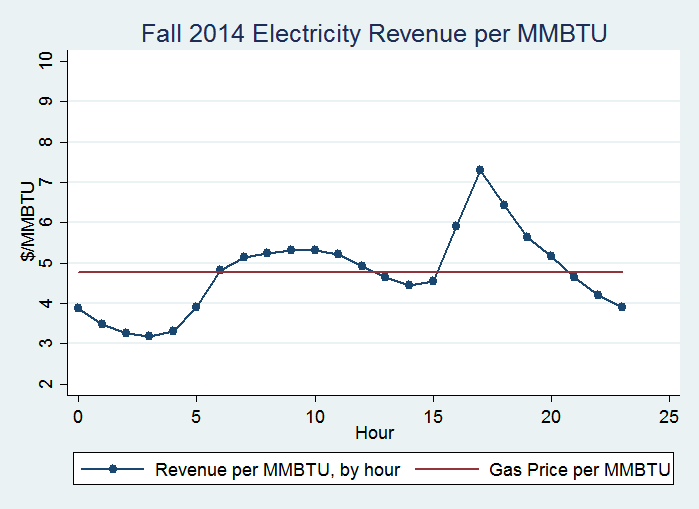 Fall 2014 Electricity Revenue per MMBTU
$/MMBTU
10
9
8
7
6
5
4
3
2
0 5 10 15 20 25
Hour
Revenue per MMBTU, by hour Gas Price per MMBTU